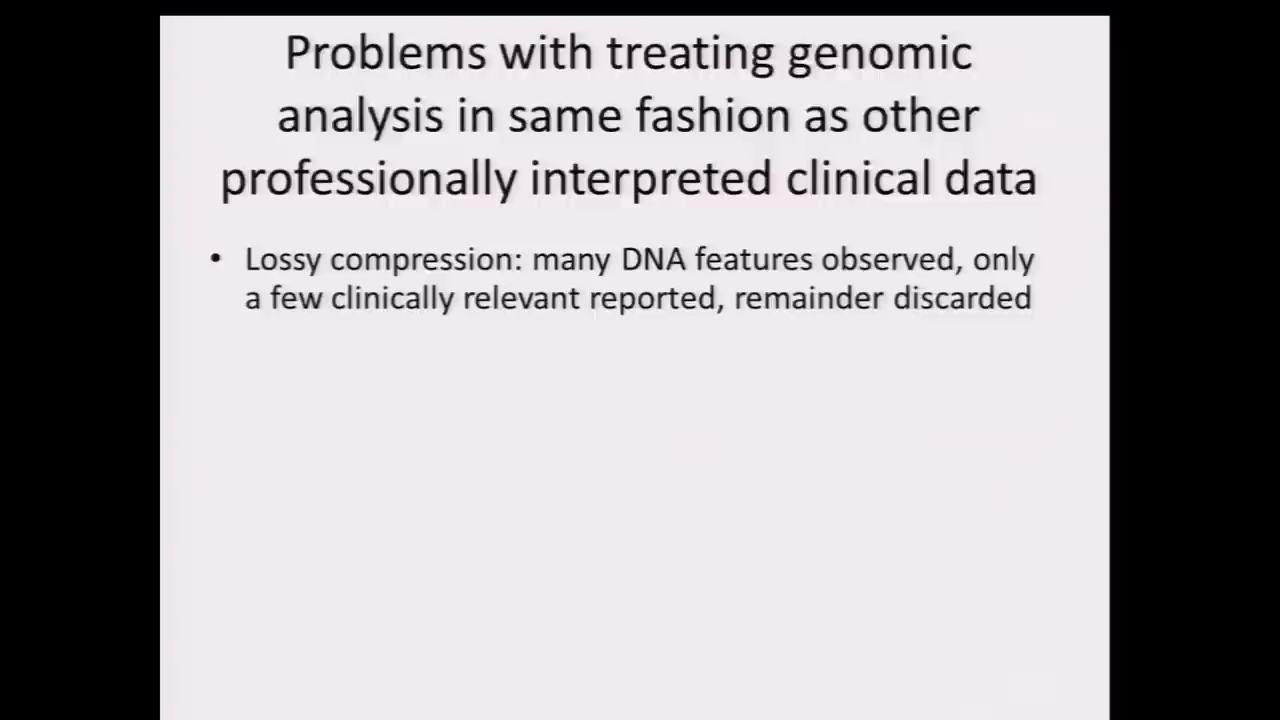 Problems with treating genomic
analysis in same fashion as other
professionally interpreted clinical data
• Lossy compression: many DNA features observed, only
a few clinically relevant reported, remainder discarded